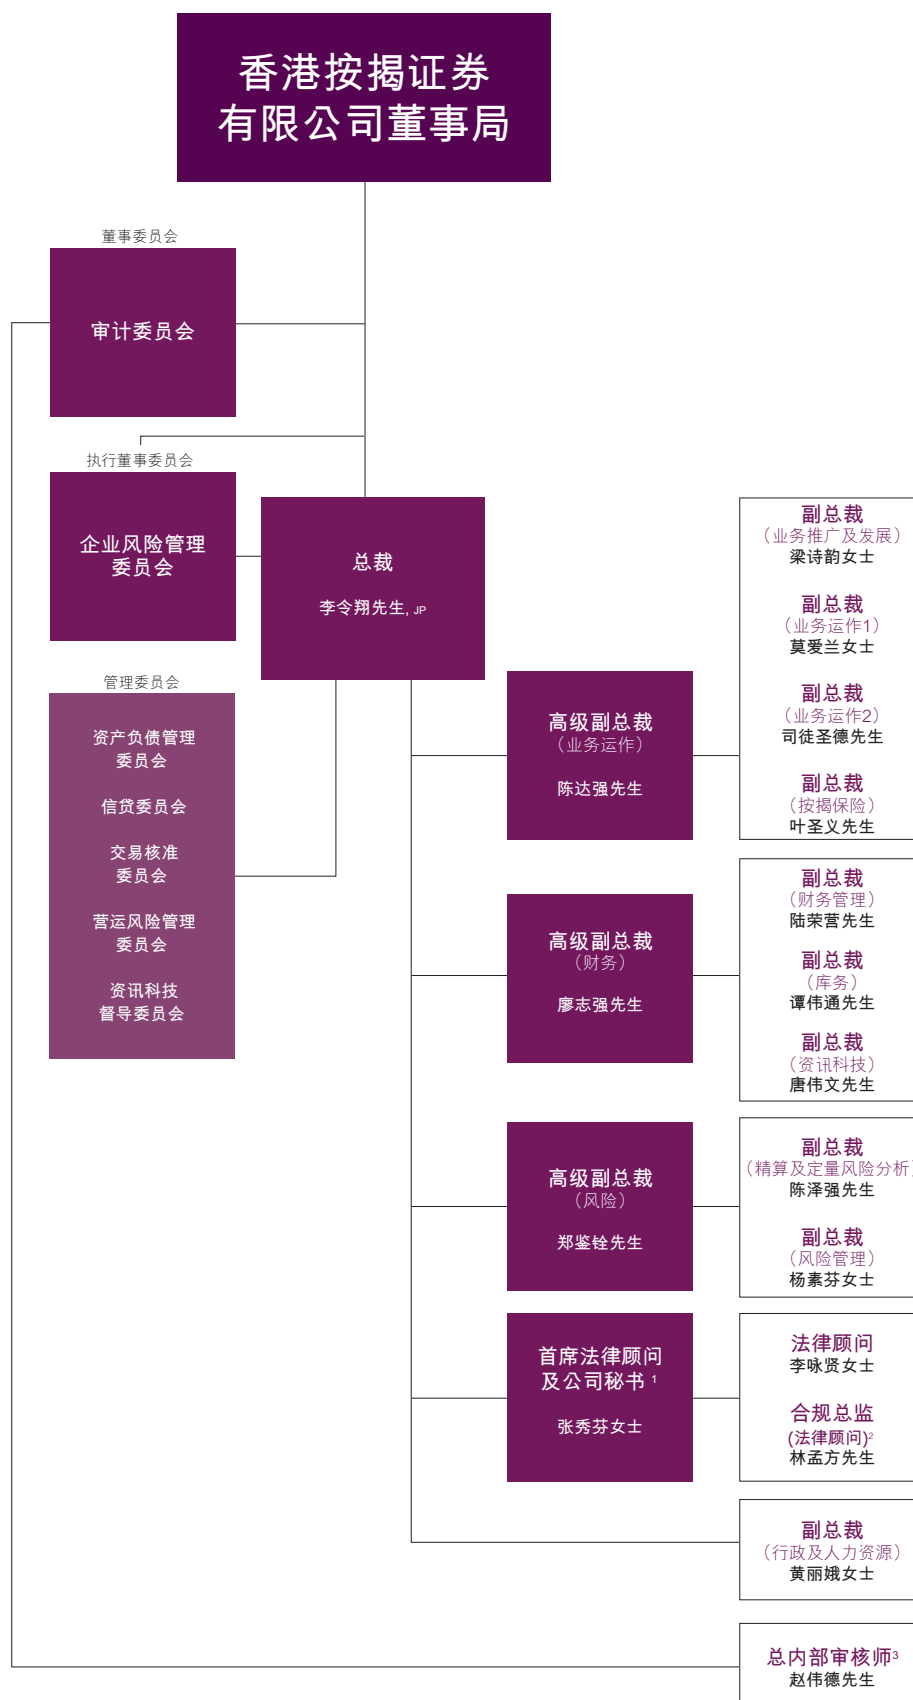 香港按揭证券
有限公司董事局
董事委员会
审计委员会
执行董事委员会
企业风险管理
委员会
总裁
李令翔先生, JP
管理委员会
资产负债管理
委员会
信贷委员会
交易核准
委员会
营运风险管理
委员会
资讯科技
督导委员会
高级副总裁
（业务运作）
陈达强先生
副总裁
（业务推广及发展）
梁诗韵女士
副总裁
（业务运作1）
莫爱兰女士
副总裁
（业务运作2）
司徒圣德先生
副总裁
（按揭保险）
叶圣义先生
高级副总裁
（财务）
廖志强先生
副总裁
（财务管理）
陆荣营先生
副总裁
（库务）
谭伟通先生
副总裁
（资讯科技）
唐伟文先生
高级副总裁
（风险）
郑鉴铨先生
副总裁
（精算及定量风险分析）
陈泽强先生
副总裁
（风险管理）
杨素芬女士
首席法律顾问
及公司秘书 1
张秀芬女士
法律顾问
李咏贤女士
合规总监
(法律顾问)2
林孟方先生
副总裁
（行政及人力资源）
黄丽娥女士
总内部审核师3
赵伟德先生